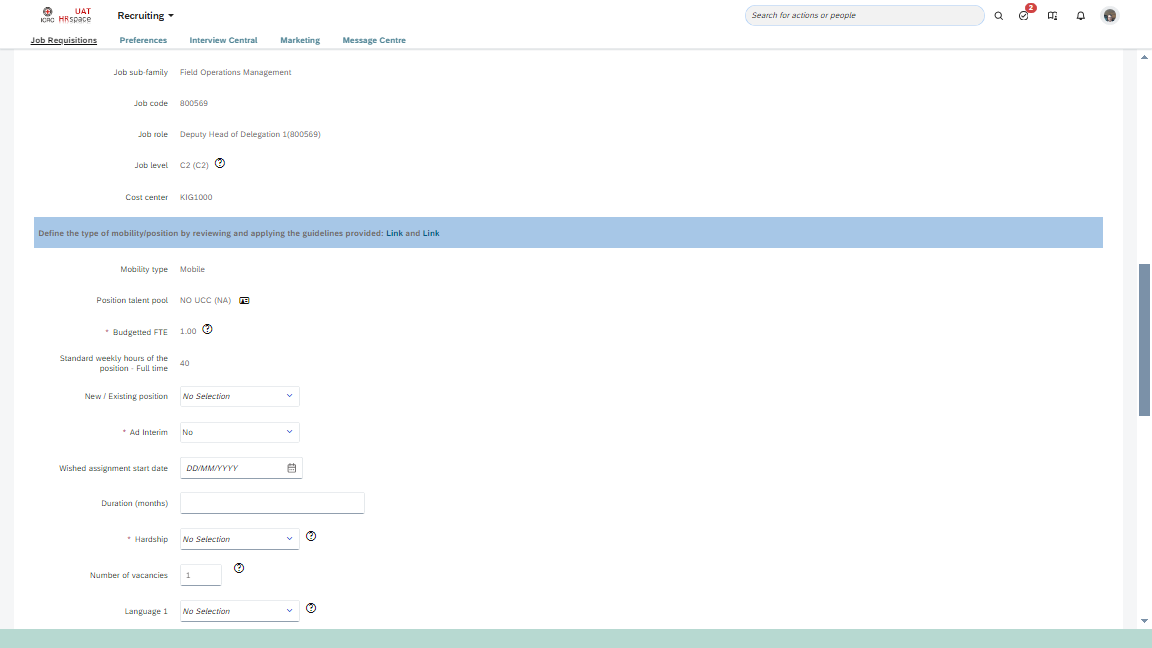 UAT
ICRC HRspace
Recruiting
Search for actions or people
2
Job Requisitions Preferences Interview Central Marketing Message Centre
Job sub-family Field Operations Management
Job code 800569
Job role Deputy Head of Delegation 1(800569)
Job level C2 (C2) ?
Cost center KIG1000
Define the type of mobility/position by reviewing and applying the guidelines provided: Link and Link
Mobility type Mobile
Position talent pool NO UCC (NA)
* Budgetted FTE 1.00 ?
Standard weekly hours of the
position - Full time 40
New / Existing position No Selection
* Ad Interim No
Wished assignment start date DD/MM/YYYY
Duration (months)
* Hardship No Selection ?
Number of vacancies 1 ?
Language 1 No Selection ?